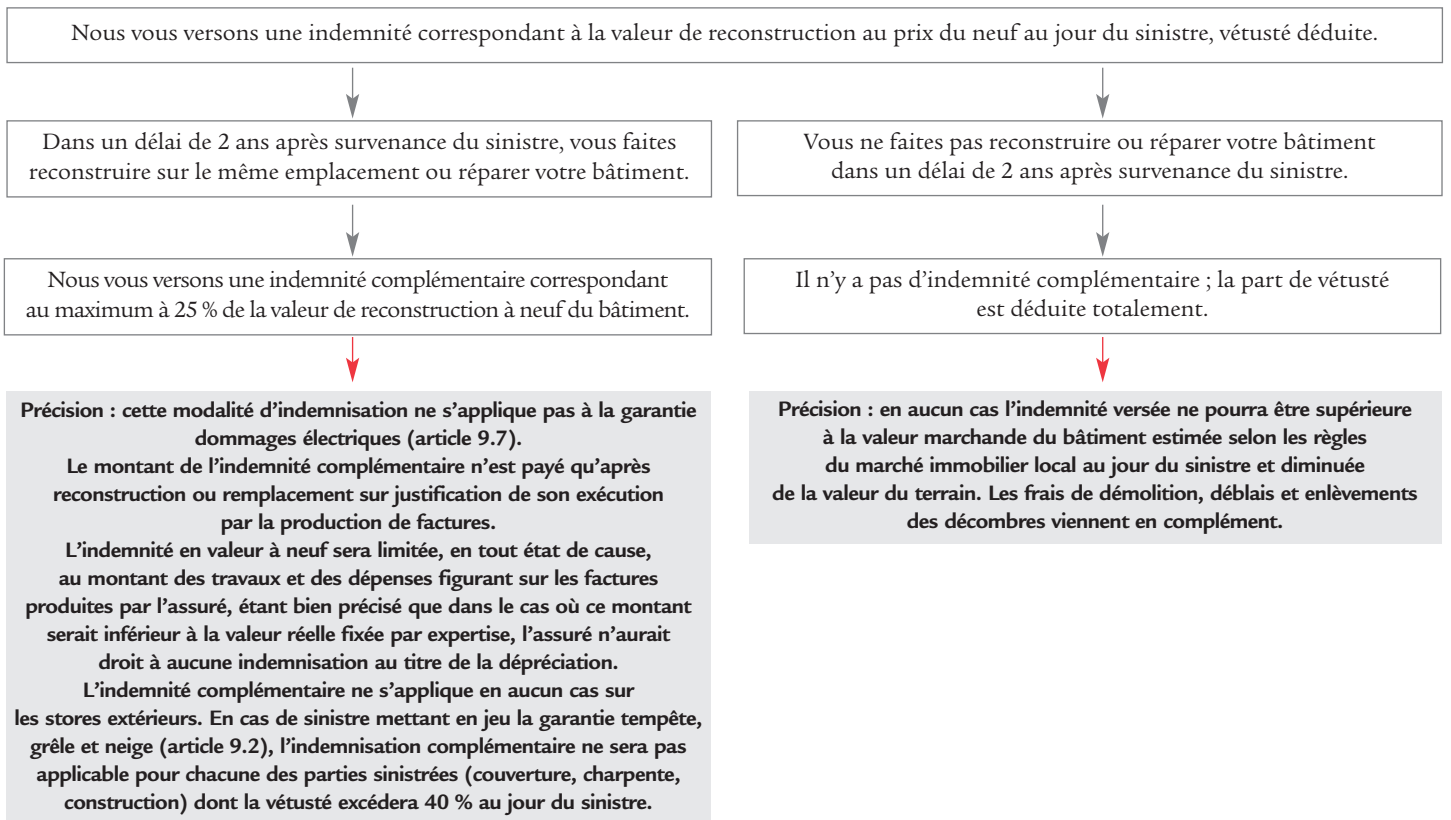 Nous vous versons une indemnité correspondant à la valeur de reconstruction au prix du neuf au jour du sinistre, vétusté déduite.
Dans un délai de 2 ans après survenance du sinistre, vous faites
reconstruire sur le même emplacement ou réparer votre bâtiment.
Nous vous versons une indemnité complémentaire correspondant
au maximum à 25 % de la valeur de reconstruction à neuf du bâtiment.
Précision : cette modalité d'indemnisation ne s'applique pas à la garantie
dommages électriques (article 9.7).
Le montant de l'indemnité complémentaire n'est payé qu'après
reconstruction ou remplacement sur justification de son exécution
par la production de factures.
L'indemnité en valeur à neuf sera limitée, en tout état de cause,
au montant des travaux et des dépenses figurant sur les factures
produites par l'assuré, étant bien précisé que dans le cas où ce montant
serait inférieur à la valeur réelle fixée par expertise, l'assuré n'aurait
droit à aucune indemnisation au titre de la dépréciation.
L'indemnité complémentaire ne s'applique en aucun cas sur
les stores extérieurs. En cas de sinistre mettant en jeu la garantie tempête,
grêle et neige (article 9.2), l'indemnisation complémentaire ne sera pas
applicable pour chacune des parties sinistrées (couverture, charpente,
construction) dont la vétusté excédera 40 % au jour du sinistre.
Vous ne faites pas reconstruire ou réparer votre bâtiment
dans un délai de 2 ans après survenance du sinistre.
Il n'y a pas d'indemnité complémentaire ; la part de vétusté
est déduite totalement.
Précision : en aucun cas l'indemnité versée ne pourra être supérieure
à la valeur marchande du bâtiment estimée selon les règles
du marché immobilier local au jour du sinistre et diminuée
de la valeur du terrain. Les frais de démolition, déblais et enlèvements
des décombres viennent en complément.